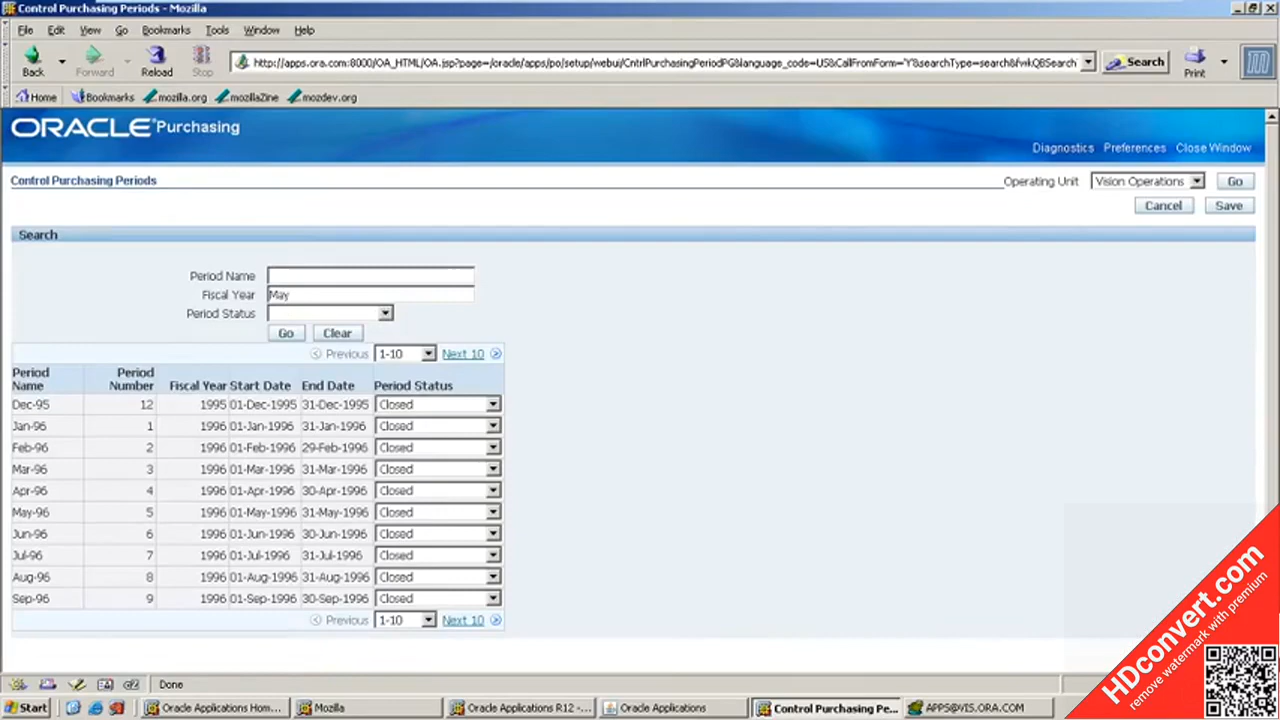 Control Purchasing Periods - Mozilla
File Edit View Go Bookmarks Tools Window Help
Back Forward Reload Stop http://apps.ora.com:8000/OA_HTML/OA.jsp?page=/oracle/apps/po/setup/webui/CntrlPurchasingPeriodPG&language_code=US&CallFromForm='Y'&searchType=search&fwkQBSearch Search Print
Home Bookmarks mozilla.org mozillaZine mozdev.org
ORACLE Purchasing
Diagnostics Preferences Close Window
Control Purchasing Periods Operating Unit Vision Operations Go
Cancel Save
Search
Period Name
Fiscal Year May
Period Status
Go Clear
Previous 1-10 Next 10
Period Name Period Number Fiscal Year Start Date End Date Period Status
Dec-95 12 1995 01-Dec-1995 31-Dec-1995 Closed
Jan-96 1 1996 01-Jan-1996 31-Jan-1996 Closed
Feb-96 2 1996 01-Feb-1996 29-Feb-1996 Closed
Mar-96 3 1996 01-Mar-1996 31-Mar-1996 Closed
Apr-96 4 1996 01-Apr-1996 30-Apr-1996 Closed
May-96 5 1996 01-May-1996 31-May-1996 Closed
Jun-96 6 1996 01-Jun-1996 30-Jun-1996 Closed
Jul-96 7 1996 01-Jul-1996 31-Jul-1996 Closed
Aug-96 8 1996 01-Aug-1996 31-Aug-1996 Closed
Sep-96 9 1996 01-Sep-1996 30-Sep-1996 Closed
Previous 1-10 Next 10
Done
Start Oracle Applications Hom... Mozilla Oracle Applications R12 -... Oracle Applications Control Purchasing Pe... APPS@VIS.ORA.COM
HDconvert.com
remove watermark with premium